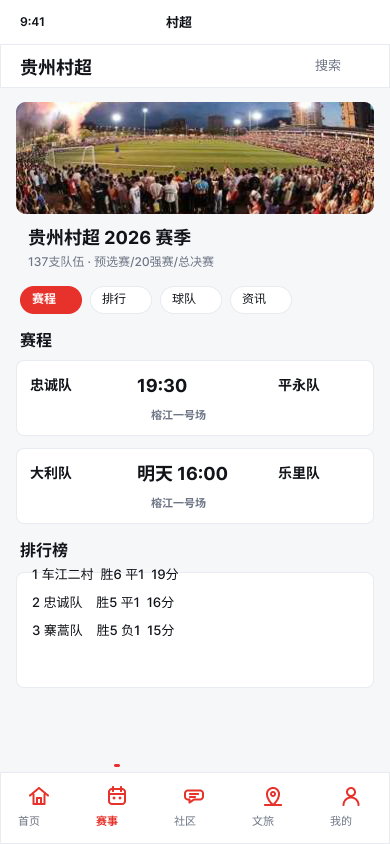 9:41 村超
贵州村超 搜索
贵州村超 2026 赛季
137支队伍 · 预选赛/20强赛/总决赛
赛程 排行 球队 资讯
赛程
忠诚队 19:30 平永队
榕江一号场
大利队 明天 16:00 乐里队
榕江一号场
排行榜
1 车江二村 胜6 平1 19分
2 忠诚队 胜5 平1 16分
3 寨蒿队 胜5 负1 15分
首页 赛事 社区 文旅 我的